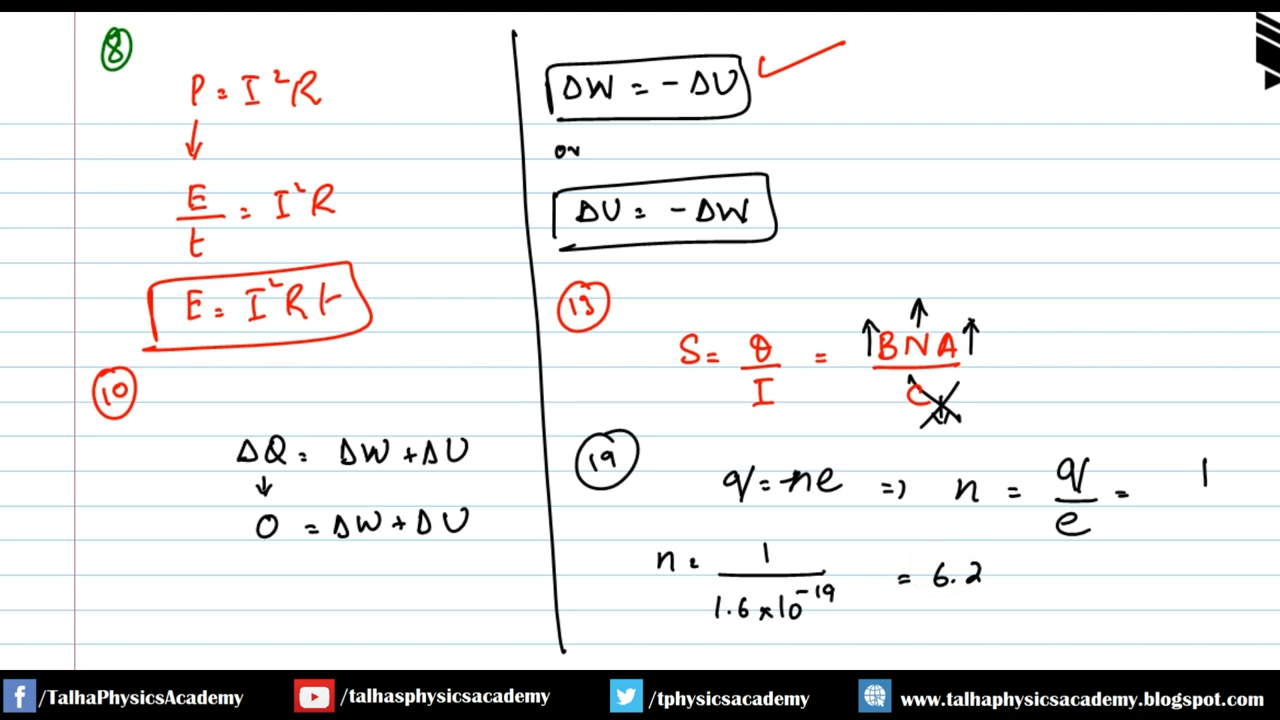 8
P = I²R
↓
E/t = I²R
E = I²Rt
10
ΔQ = ΔW + ΔU
↓
0 = ΔW + ΔU
ΔW = - ΔU
or
ΔU = - ΔW
13
S = θ/I = ↑BNA↑/C
19
q = ne => n = q/e = 1
n = 1/1.6×10⁻¹⁹ = 6.2
/TalhaPhysicsAcademy /talhasphysicsacademy /tphysicsacademy www.talhaphysicsacademy.blogspot.com